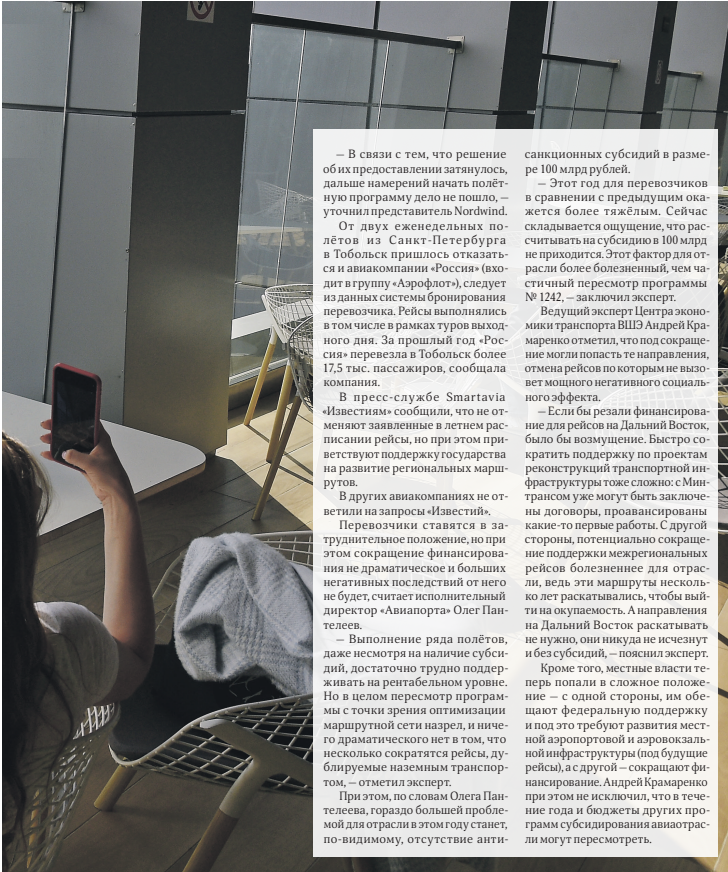 — В связи с тем, что решение
об их предоставлении затянулось,
дальше намерений начать полёт-
ную программу дело не пошло, —
уточнил представитель Nordwind.
От двух еженедельных по-
лётов из Санкт-Петербурга
в Тобольск пришлось отказать-
ся и авиакомпании «Россия» (вхо-
дит в группу «Аэрофлот»), следует
из данных системы бронирования
перевозчика. Рейсы выполнялись
в том числе в рамках туров выход-
ного дня. За прошлый год «Рос-
сия» перевезла в Тобольск более
17,5 тыс. пассажиров, сообщала
компания.
В пресс-службе Smartavia
«Известиям» сообщили, что не от-
меняют заявленные в летнем рас-
писании рейсы, но при этом при-
ветствуют поддержку государства
на развитие региональных марш-
рутов.
В других авиакомпаниях не от-
ветили на запросы «Известий».
Перевозчики ставятся в за-
труднительное положение, но при
этом сокращение финансирова-
ния не драматическое и больших
негативных последствий от него
не будет, считает исполнительный
директор «Авиапорта» Олег Пан-
телеев.
— Выполнение ряда полётов,
даже несмотря на наличие субси-
дий, достаточно трудно поддер-
живать на рентабельном уровне.
Но в целом пересмотр програм-
мы с точки зрения оптимизации
маршрутной сети назрел, и ниче-
го драматического нет в том, что
несколько сократятся рейсы, ду-
блируемые наземным транспор-
том, — отметил эксперт.
При этом, по словам Олега Пан-
телеева, гораздо большей пробле-
мой для отрасли в этом году станет,
по-видимому, отсутствие анти-
санкционных субсидий в разме-
ре 100 млрд рублей.
— Этот год для перевозчиков
в сравнении с предыдущим ока-
жется более тяжёлым. Сейчас
складывается ощущение, что рас-
считывать на субсидию в 100 млрд
не приходится. Этот фактор для от-
расли более болезненный, чем ча-
стичный пересмотр программы
№ 1242, — заключил эксперт.
Ведущий эксперт Центра эконо-
мики транспорта ВШЭ Андрей Кра-
маренко отметил, что под сокраще-
ние могли попасть те направления,
отмена рейсов по которым не вызо-
вет мощного негативного социаль-
ного эффекта.
— Если бы резали финансирова-
ние для рейсов на Дальний Восток,
было бы возмущение. Быстро со-
кратить поддержку по проектам
реконструкций транспортной ин-
фраструктуры тоже сложно: с Мин-
трансом уже могут быть заключе-
ны договоры, проавансированы
какие-то первые работы. С другой
стороны, потенциально сокраще-
ние поддержки межрегиональных
рейсов болезненнее для отрас-
ли, ведь эти маршруты несколь-
ко лет раскатывались, чтобы вый-
ти на окупаемость. А направления
на Дальний Восток раскатывать
не нужно, они никуда не исчезнут
и без субсидий, — пояснил эксперт.
Кроме того, местные власти те-
перь попали в сложное положе-
ние — с одной стороны, им обе-
щают федеральную поддержку
и под это требуют развития мест-
ной аэропортовой и аэровокзаль-
ной инфраструктуры (под будущие
рейсы), а с другой — сокращают фи-
нансирование. Андрей Крамаренко
при этом не исключил, что в тече-
ние года и бюджеты других про-
грамм субсидирования авиаотрас-
ли могут пересмотреть.